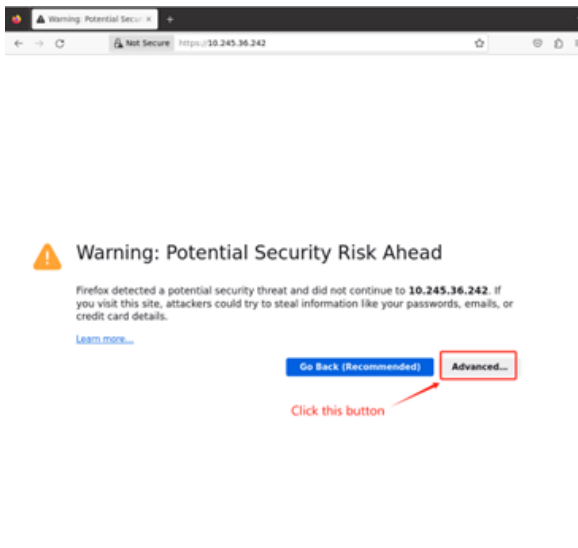 Warning: Potential Secur
Not Secure https://10.245.36.242
Warning: Potential Security Risk Ahead
Firefox detected a potential security threat and did not continue to 10.245.36.242. If
you visit this site, attackers could try to steal information like your passwords, emails, or
credit card details.
Learn more...
Go Back (Recommended) Advanced...
Click this button